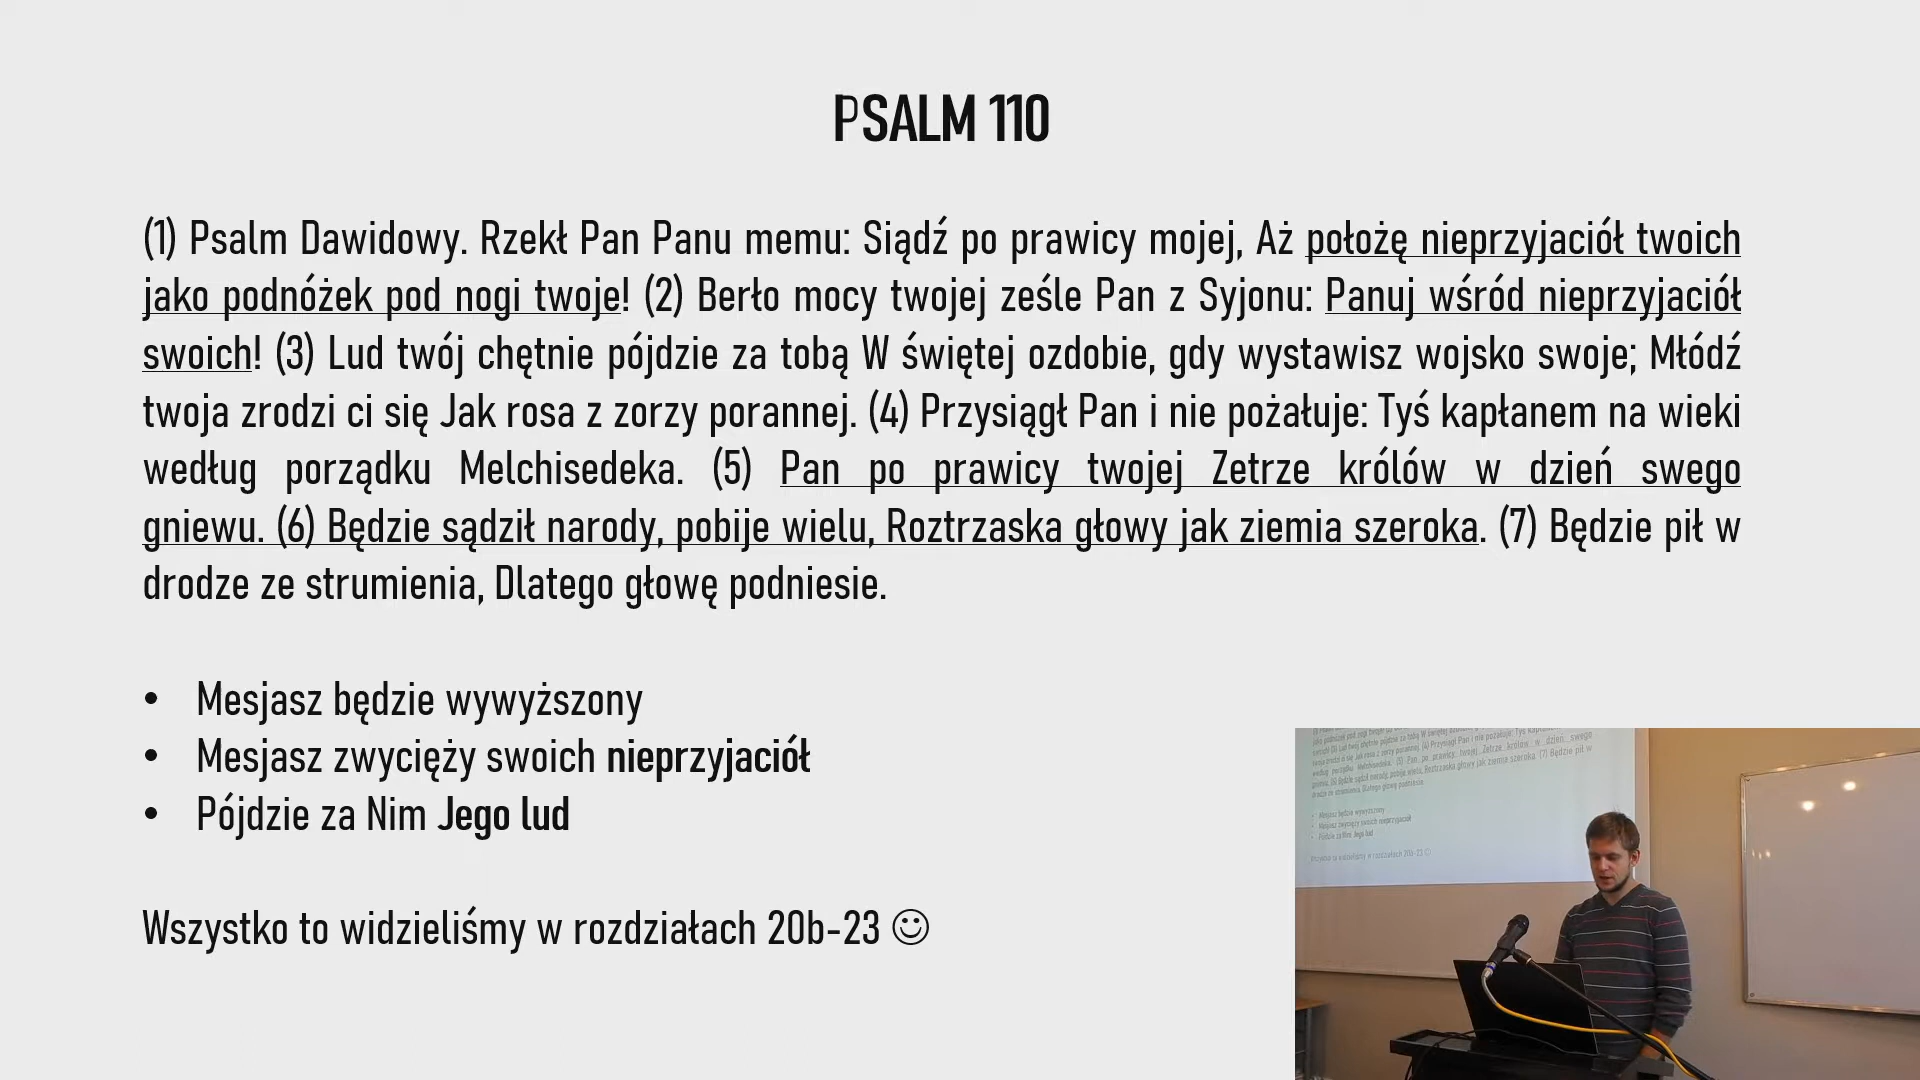 PSALM 110
(1) Psalm Dawidowy. Rzekł Pan Panu memu: Siądź po prawicy mojej, Aż położę nieprzyjaciół twoich
jako podnóżek pod nogi twoje! (2) Berło mocy twojej ześle Pan z Syjonu: Panuj wśród nieprzyjaciół
swoich! (3) Lud twój chętnie pójdzie za tobą W świętej ozdobie, gdy wystawisz wojsko swoje; Młódź
twoja zrodzi ci się Jak rosa z zorzy porannej. (4) Przysiągł Pan i nie pożałuje: Tyś kapłanem na wieki
według porządku Melchisedeka. (5) Pan po prawicy twojej Zetrze królów w dzień swego
gniewu. (6) Będzie sądził narody, pobije wielu, Roztrzaska głowy jak ziemia szeroka. (7) Będzie pił w
drodze ze strumienia, Dlatego głowę podniesie.
• Mesjasz będzie wywyższony
• Mesjasz zwycięży swoich nieprzyjaciół
• Pójdzie za Nim Jego lud
Wszystko to widzieliśmy w rozdziałach 20b-23 ☺